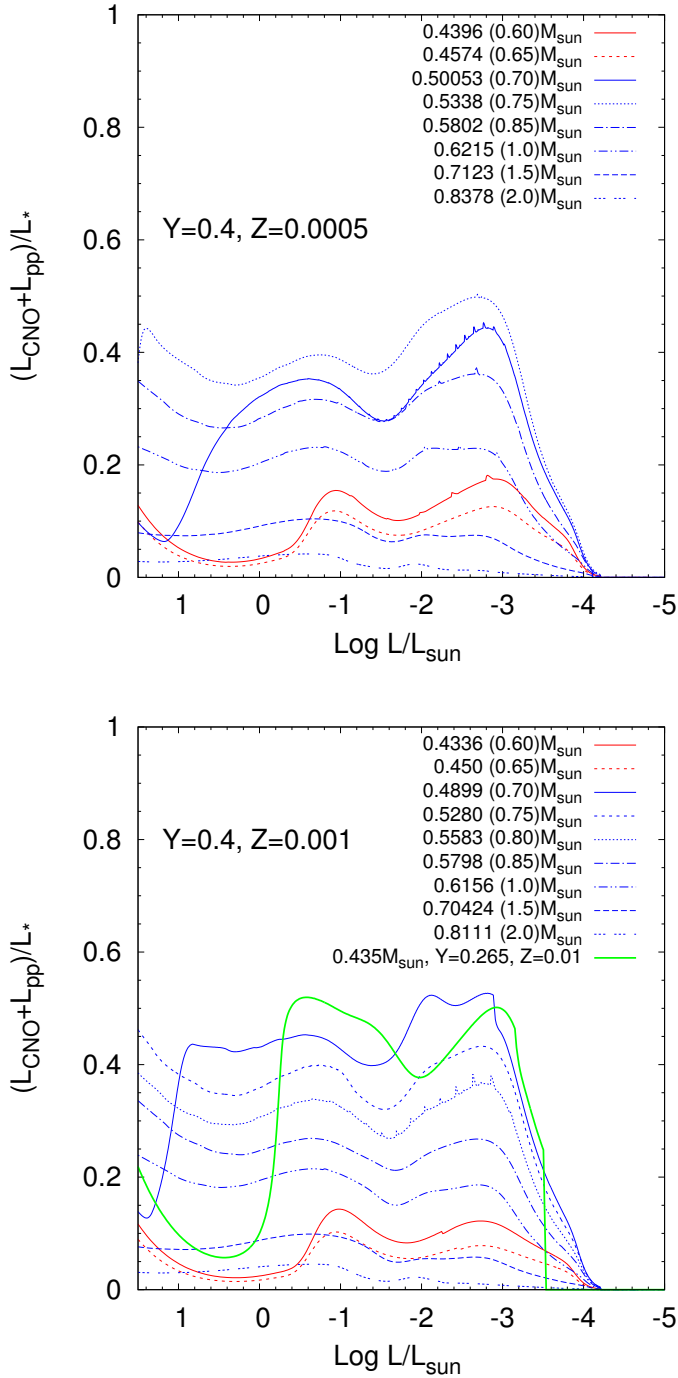 0.4396 (0.60)M_sun
0.4574 (0.65)M_sun
0.50053 (0.70)M_sun
0.5338 (0.75)M_sun
0.5802 (0.85)M_sun
0.6215 (1.0)M_sun
0.7123 (1.5)M_sun
0.8378 (2.0)M_sun
Y=0.4, Z=0.0005
(L_CNO+L_pp)/L_*
1
0.8
0.6
0.4
0.2
0
1 0 -1 -2 -3 -4 -5
Log L/L_sun
0.4336 (0.60)M_sun
0.450 (0.65)M_sun
0.4899 (0.70)M_sun
0.5280 (0.75)M_sun
0.5583 (0.80)M_sun
0.5798 (0.85)M_sun
0.6156 (1.0)M_sun
0.70424 (1.5)M_sun
0.8111 (2.0)M_sun
0.435M_sun, Y=0.265, Z=0.01
Y=0.4, Z=0.001
(L_CNO+L_pp)/L_*
1
0.8
0.6
0.4
0.2
0
1 0 -1 -2 -3 -4 -5
Log L/L_sun